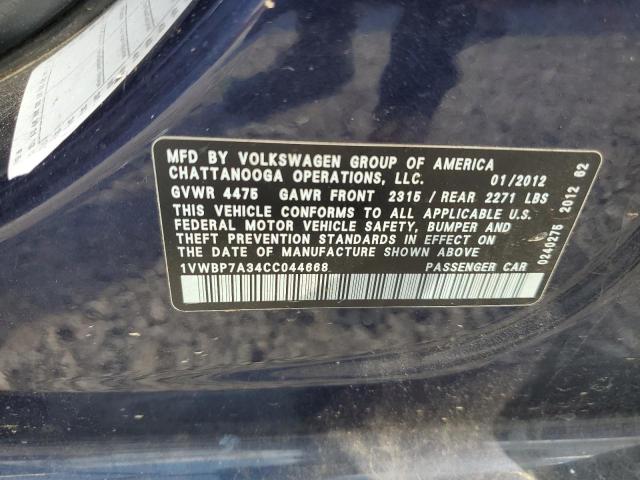 MFD BY VOLKSWAGEN GROUP OF AMERICA
CHATTANOOGA OPERATIONS, LLC. 01/2012
GVWR 4475 GAWR FRONT 2315 / REAR 2271 LBS
THIS VEHICLE CONFORMS TO ALL APPLICABLE U.S.
FEDERAL MOTOR VEHICLE SAFETY, BUMPER AND
THEFT PREVENTION STANDARDS IN EFFECT ON
THE DATE OF MANUFACTURE SHOWN ABOVE
1VWBP7A34CC044668 PASSENGER CAR
0240275 2012 62